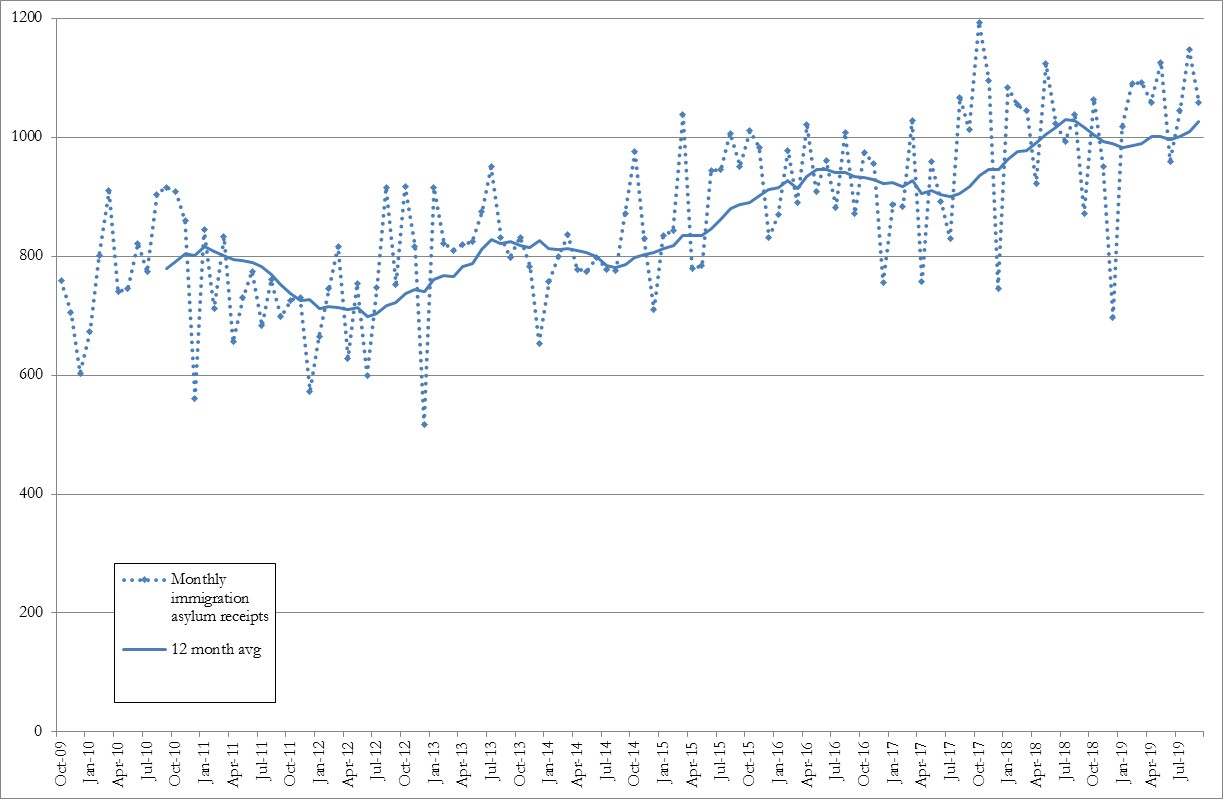 1200
1000
800
600
400
200
0
Monthly
immigration
asylum receipts
12 month avg
Oct-09
Jan-10
Apr-10
Jul-10
Oct-10
Jan-11
Apr-11
Jul-11
Oct-11
Jan-12
Apr-12
Jul-12
Oct-12
Jan-13
Apr-13
Jul-13
Oct-13
Jan-14
Apr-14
Jul-14
Oct-14
Jan-15
Apr-15
Jul-15
Oct-15
Jan-16
Apr-16
Jul-16
Oct-16
Jan-17
Apr-17
Jul-17
Oct-17
Jan-18
Apr-18
Jul-18
Oct-18
Jan-19
Apr-19
Jul-19